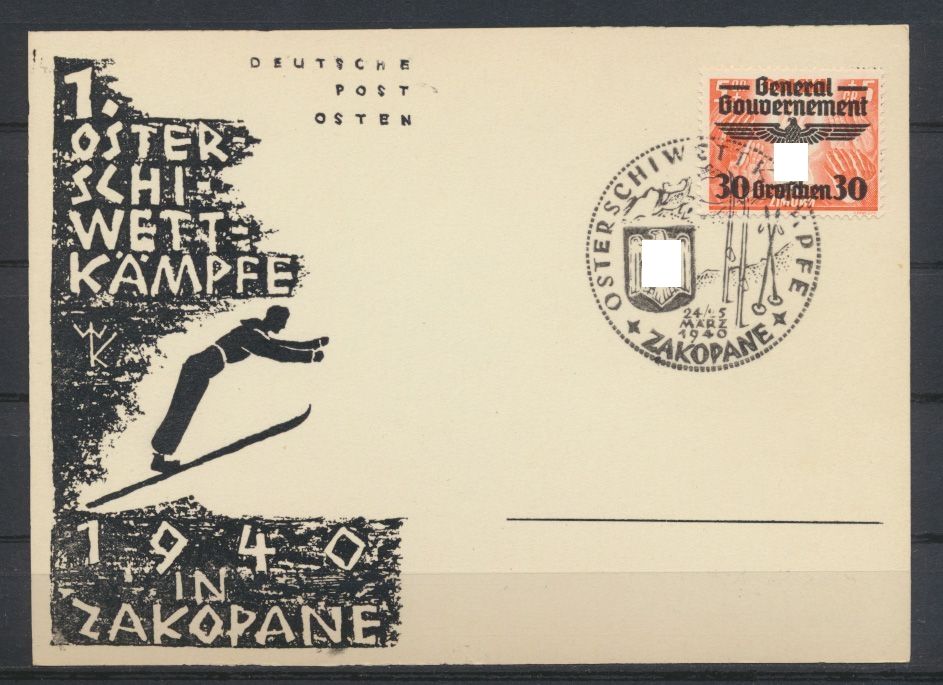 1.
OSTER
SCHI-
WETT-
KÄMPFE
WK
1940
IN
ZAKOPANE
DEUTSCHE
POST
OSTEN
General
Gouvernement
30 Groschen 30
OSTERSCHIWETTKÄMPFE
24/25
MÄRZ
1940
ZAKOPANE